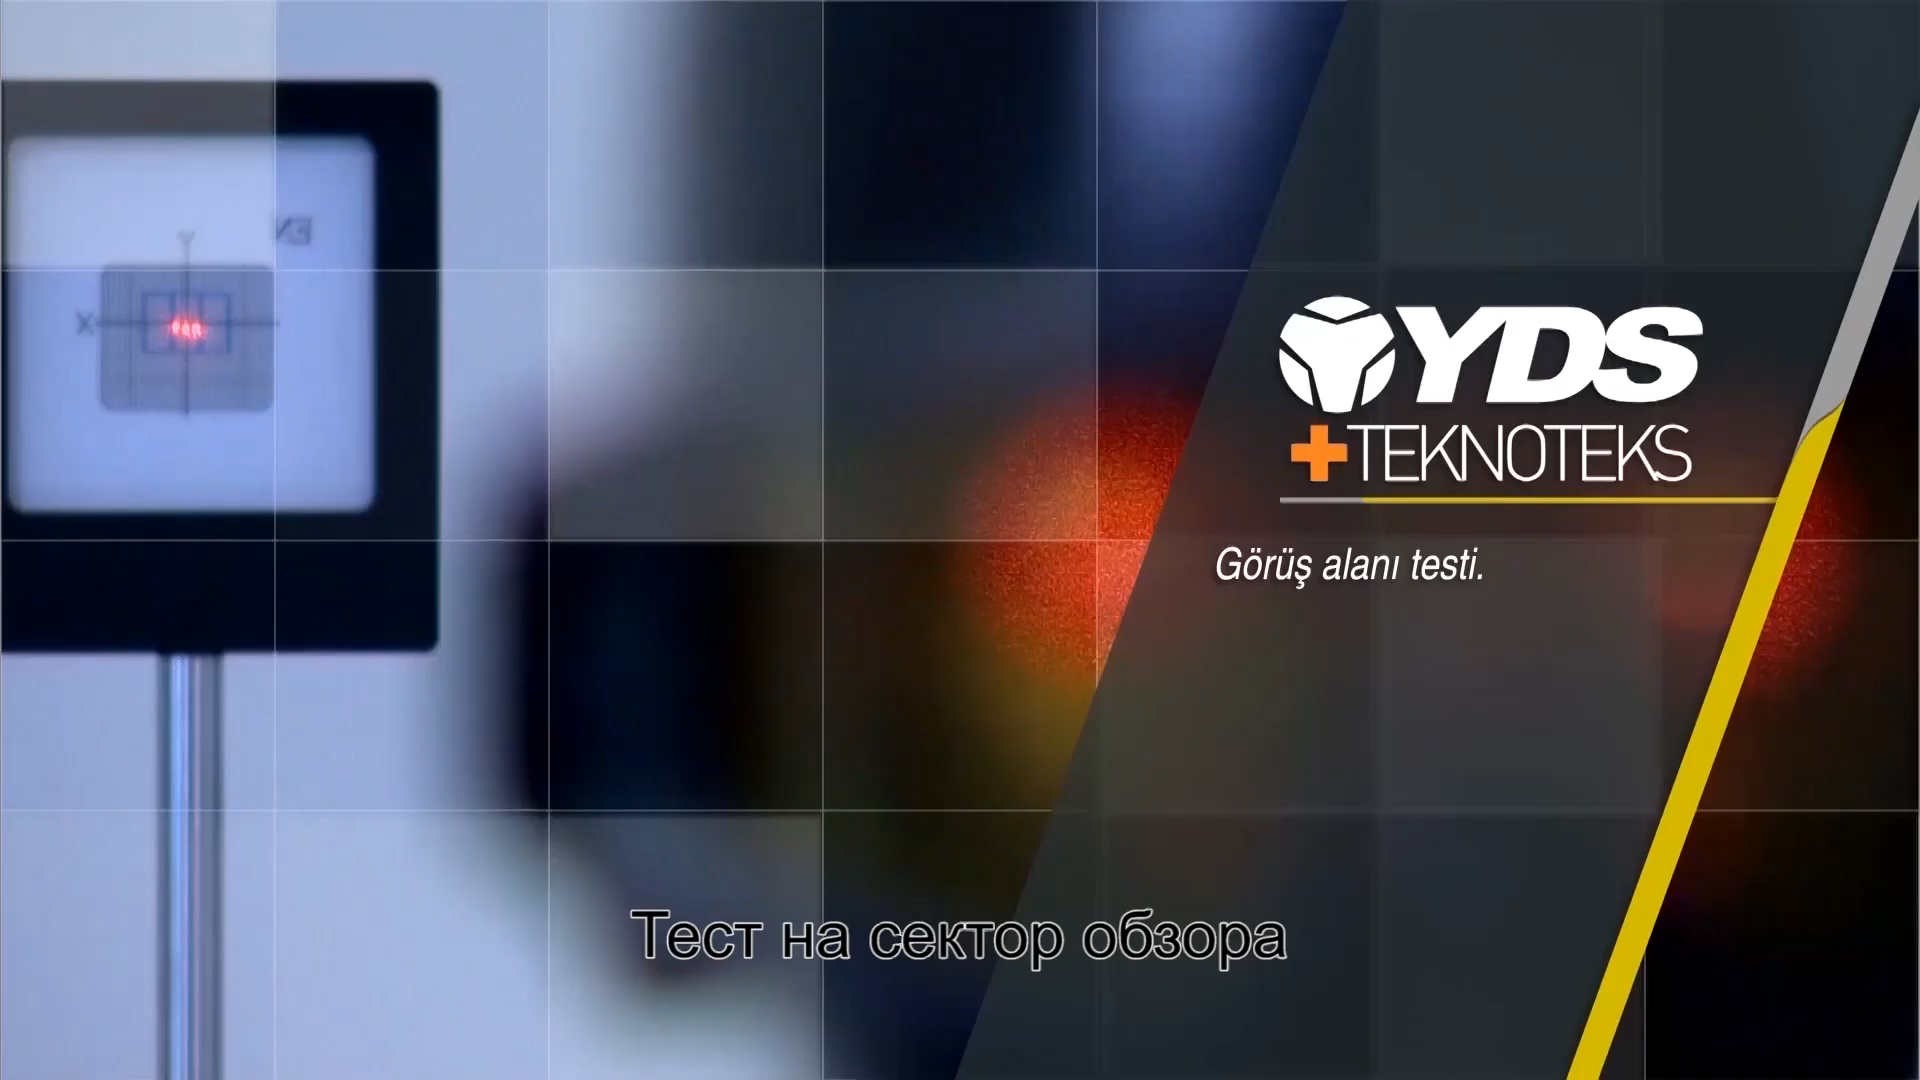 YDS
TEKNOTEKS
Görüş alanı testi.
Y
X
Тест на сектор обзора